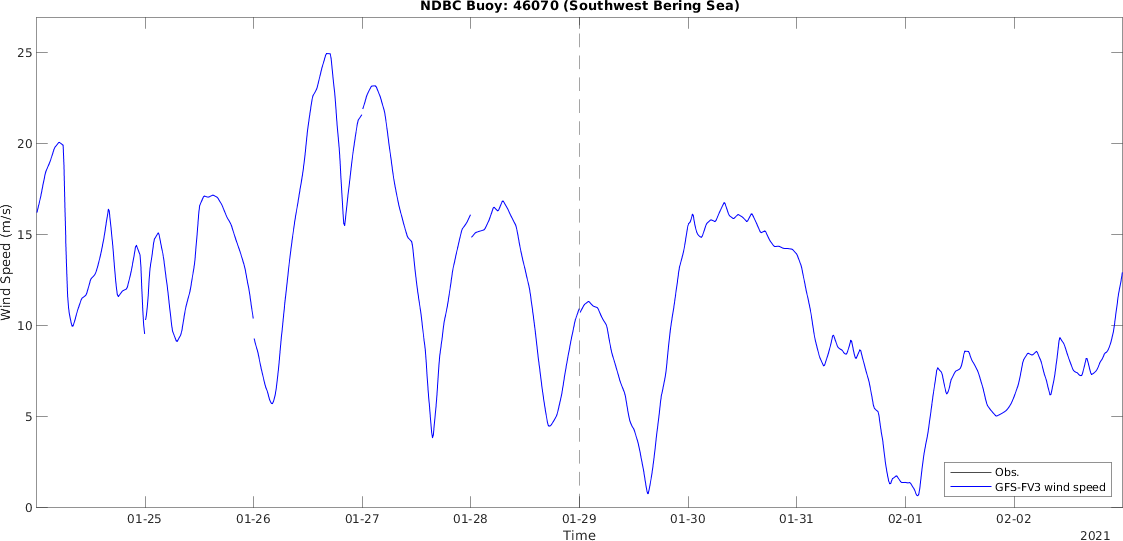 NDBC Buoy: 46070 (Southwest Bering Sea)
Wind Speed (m/s)
25
20
15
10
5
0
Obs.
GFS-FV3 wind speed
01-25 01-26 01-27 01-28 01-29 01-30 01-31 02-01 02-02
Time
2021